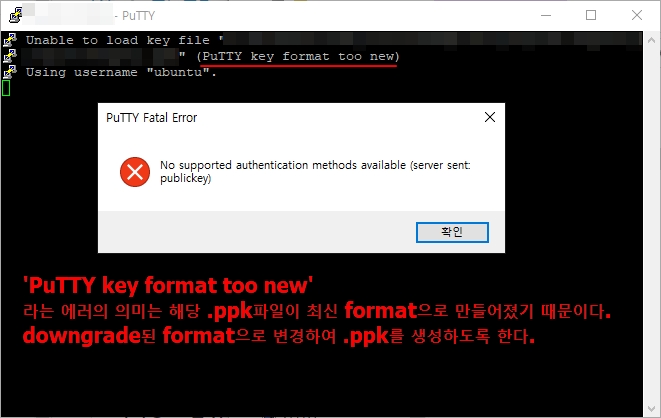 - PuTTY
Unable to load key file "
" (PuTTY key format too new)
Using username "ubuntu".
PuTTY Fatal Error
No supported authentication methods available (server sent:
publickey)
확인
'PuTTY key format too new'
라는 에러의 의미는 해당 .ppk파일이 최신 format으로 만들어졌기 때문이다.
downgrade된 format으로 변경하여 .ppk를 생성하도록 한다.